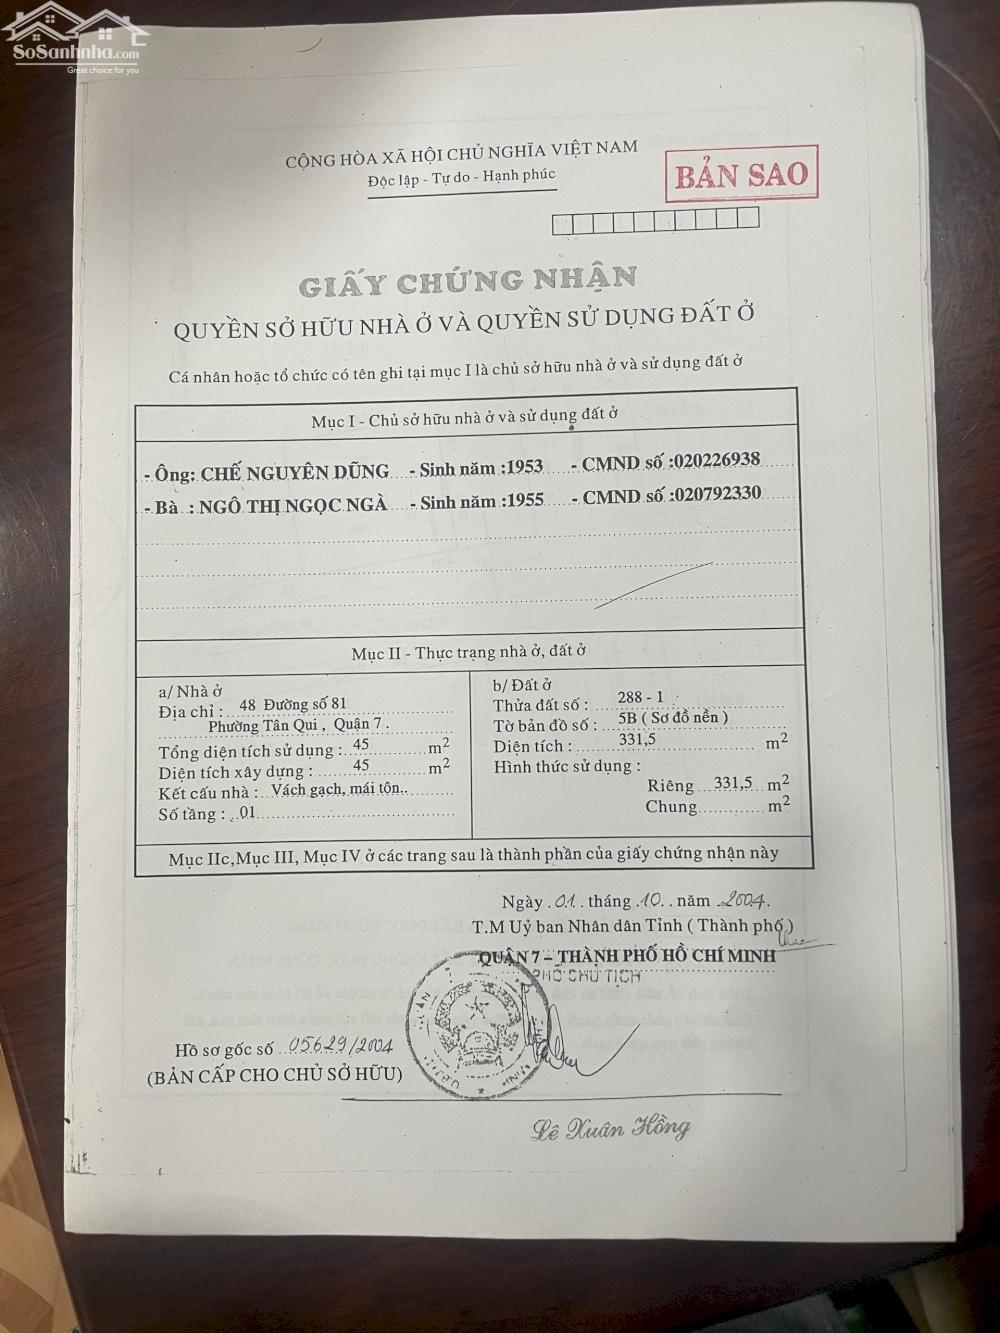 SoSanhnha.com
Great choice for you
CỘNG HÒA XÃ HỘI CHỦ NGHĨA VIỆT NAM
Độc lập - Tự do - Hạnh phúc
BẢN SAO
GIẤY CHỨNG NHẬN
QUYỀN SỞ HỮU NHÀ Ở VÀ QUYỀN SỬ DỤNG ĐẤT Ở
Cá nhân hoặc tổ chức có tên ghi tại mục I là chủ sở hữu nhà ở và sử dụng đất ở
Mục I - Chủ sở hữu nhà ở và sử dụng đất ở
- Ông: CHẾ NGUYÊN DŨNG - Sinh năm :1953 - CMND số :020226938
- Bà : NGÔ THỊ NGỌC NGÀ - Sinh năm :1955 - CMND số :020792330
Mục II - Thực trạng nhà ở, đất ở
a/ Nhà ở
Địa chỉ : 48 Đường số 81
Phường Tân Qui , Quận 7 .
Tổng diện tích sử dụng : 45 m2
Diện tích xây dựng : 45 m2
Kết cấu nhà : Vách gạch, mái tôn..
Số tầng : 01
b/ Đất ở
Thửa đất số : 288 - 1
Tờ bản đồ số : 5B ( Sơ đồ nền )
Diện tích : 331,5 m2
Hình thức sử dụng :
Riêng 331,5 m2
Chung m2
Mục IIc,Mục III, Mục IV ở các trang sau là thành phần của giấy chứng nhận này
Ngày 01 tháng 10 năm 2004.
T.M Uỷ ban Nhân dân Tỉnh ( Thành phố )
QUẬN 7 – THÀNH PHỐ HỒ CHÍ MINH
PHÓ CHỦ TỊCH
Hồ sơ gốc số 05629/2004
(BẢN CẤP CHO CHỦ SỞ HỮU)
Lê Xuân Hồng